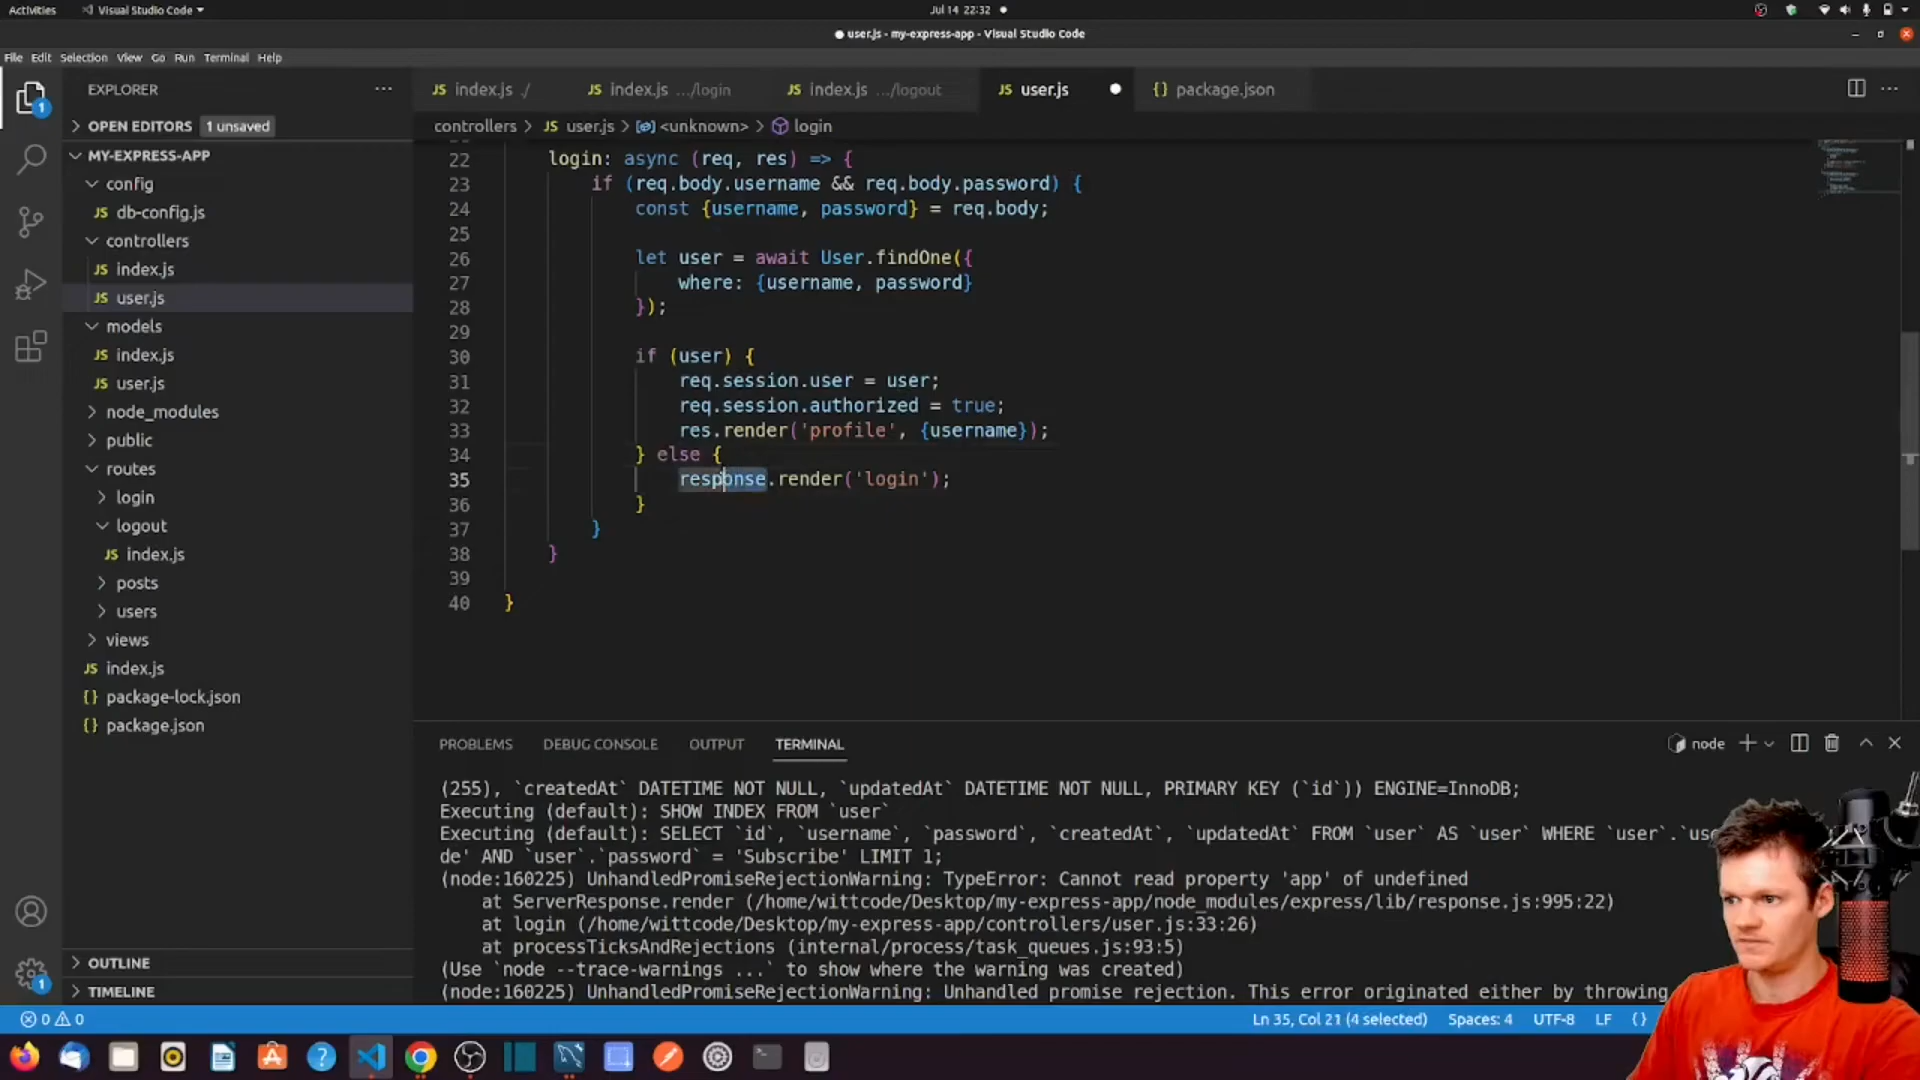 Activities
Visual Studio Code
Jul 14 22:32
user.js - my-express-app - Visual Studio Code
File Edit Selection View Go Run Terminal Help
EXPLORER
index.js ./
index.js .../login
index.js .../logout
user.js
package.json
OPEN EDITORS 1 unsaved
controllers > JS user.js > <unknown> > login
MY-EXPRESS-APP
config
JS db-config.js
controllers
JS index.js
JS user.js
models
JS index.js
JS user.js
node_modules
public
routes
login
logout
JS index.js
posts
users
views
JS index.js
{} package-lock.json
{} package.json
OUTLINE
TIMELINE
22 login: async (req, res) => {
23 if (req.body.username && req.body.password) {
24 const {username, password} = req.body;
25
26 let user = await User.findOne({
27 where: {username, password}
28 });
29
30 if (user) {
31 req.session.user = user;
32 req.session.authorized = true;
33 res.render('profile', {username});
34 } else {
35 response.render('login');
36 }
37 }
38 }
39
40 }
PROBLEMS DEBUG CONSOLE OUTPUT TERMINAL
node
(255), `createdAt` DATETIME NOT NULL, `updatedAt` DATETIME NOT NULL, PRIMARY KEY (`id`)) ENGINE=InnoDB;
Executing (default): SHOW INDEX FROM `user`
Executing (default): SELECT `id`, `username`, `password`, `createdAt`, `updatedAt` FROM `user` AS `user` WHERE `user`.`use
de' AND `user`.`password` = 'Subscribe' LIMIT 1;
(node:160225) UnhandledPromiseRejectionWarning: TypeError: Cannot read property 'app' of undefined
at ServerResponse.render (/home/wittcode/Desktop/my-express-app/node_modules/express/lib/response.js:995:22)
at login (/home/wittcode/Desktop/my-express-app/controllers/user.js:33:26)
at processTicksAndRejections (internal/process/task_queues.js:93:5)
(Use `node --trace-warnings ...` to show where the warning was created)
(node:160225) UnhandledPromiseRejectionWarning: Unhandled promise rejection. This error originated either by throwing
0 0
Ln 35, Col 21 (4 selected) Spaces: 4 UTF-8 LF {}